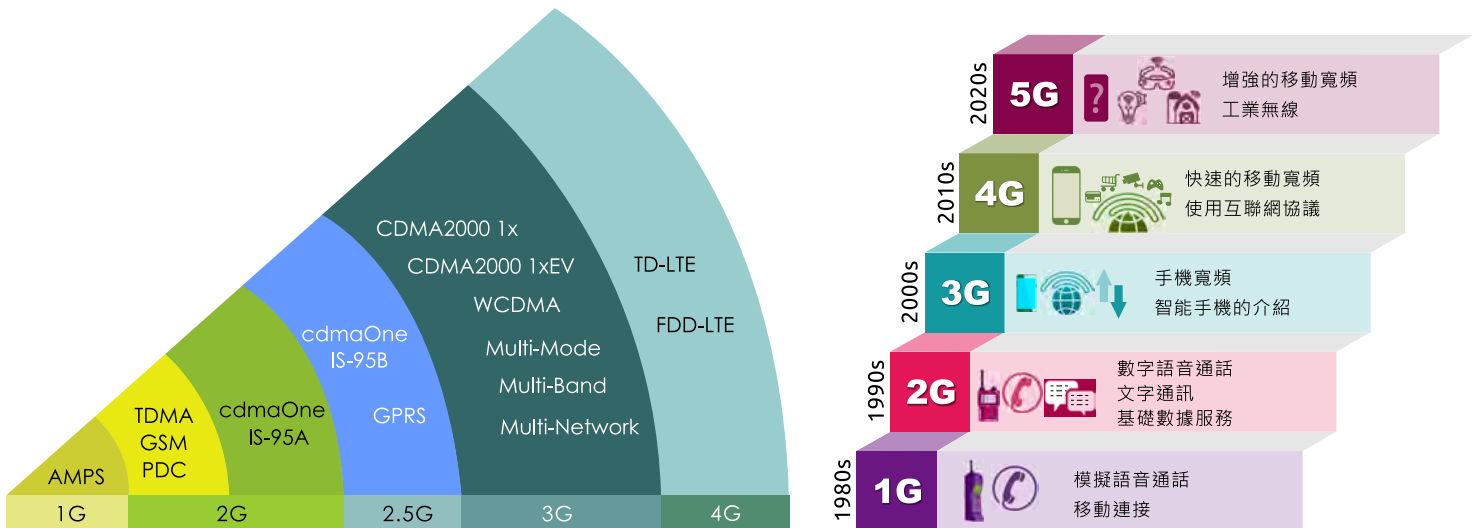 CDMA2000 1x
CDMA2000 1xEV
WCDMA
Multi-Mode
Multi-Band
Multi-Network
TD-LTE
FDD-LTE
cdmaOne
IS-95B
GPRS
cdmaOne
IS-95A
TDMA
GSM
PDC
AMPS
1G
2G
2.5G
3G
4G
2020s
5G
?
增強的移動寬頻
工業無線
2010s
4G
快速的移動寬頻
使用互聯網協議
2000s
3G
手機寬頻
智能手機的介紹
1990s
2G
數字語音通話
文字通訊
基礎數據服務
1980s
1G
模擬語音通話
移動連接